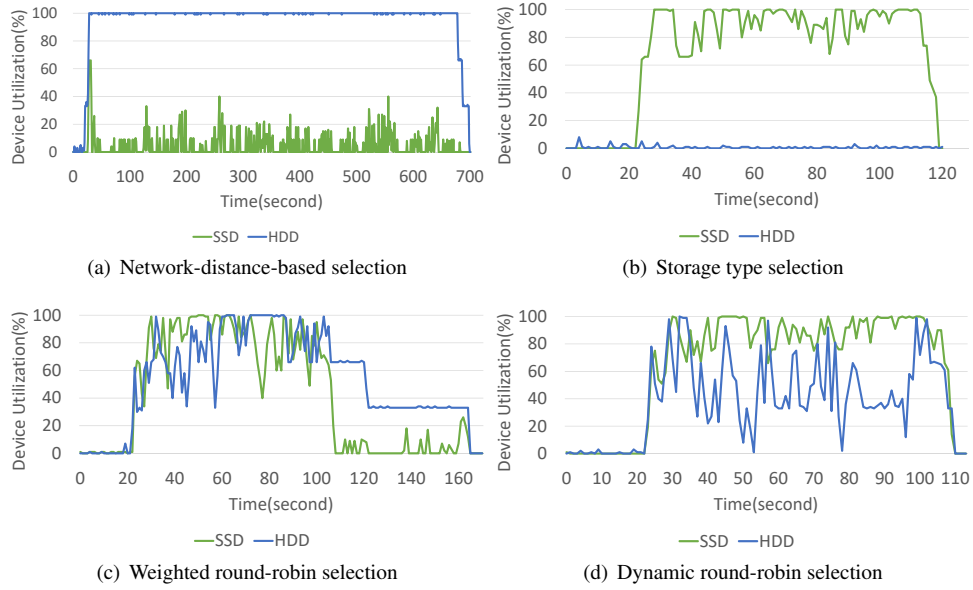 Device Utilization(%)
100
80
60
40
20
0
0 100 200 300 400 500 600 700
Time(second)
SSD HDD
(a) Network-distance-based selection
Device Utilization(%)
100
80
60
40
20
0
0 20 40 60 80 100 120
Time(second)
SSD HDD
(b) Storage type selection
Device Utilization(%)
100
80
60
40
20
0
0 20 40 60 80 100 120 140 160
Time(second)
SSD HDD
(c) Weighted round-robin selection
Device Utilization(%)
100
80
60
40
20
0
0 10 20 30 40 50 60 70 80 90 100 110
Time(second)
SSD HDD
(d) Dynamic round-robin selection